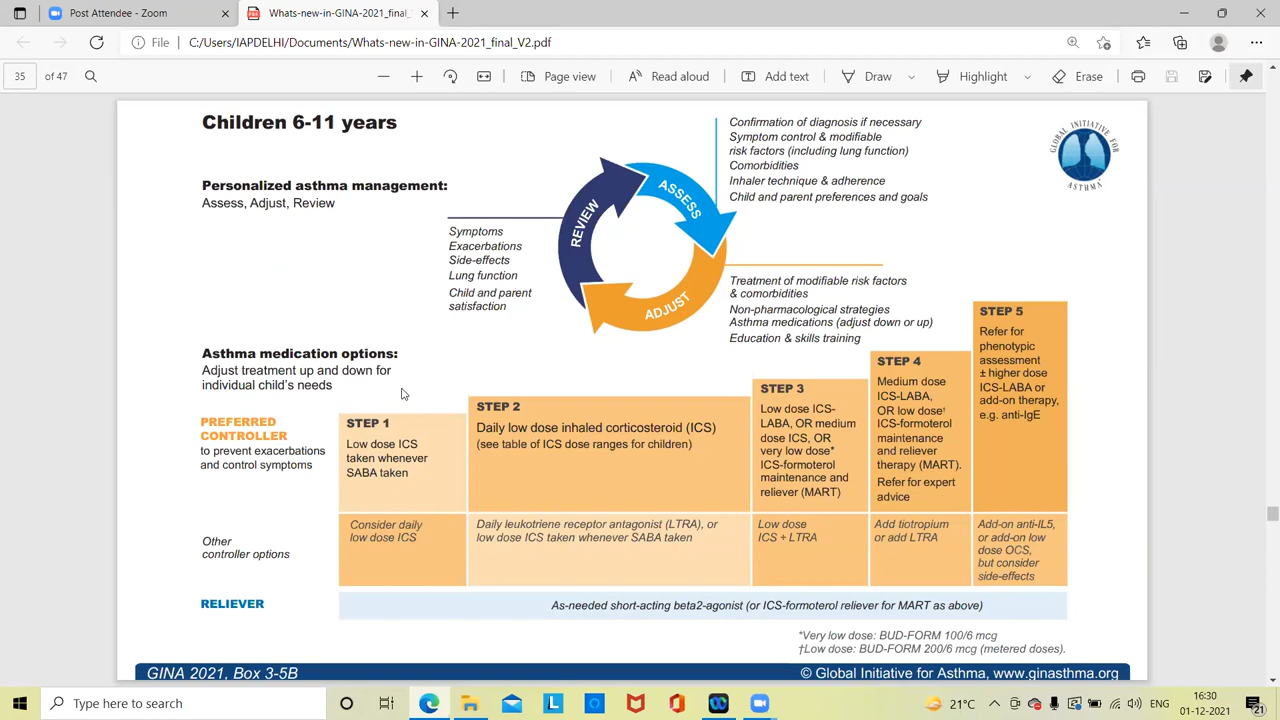 Post Attendee - Zoom
Whats-new-in-GINA-2021_final_
File
C:/Users/IAPDELHI/Documents/Whats-new-in-GINA-2021_final_V2.pdf
35 of 47
Page view
Read aloud
Add text
Draw
Highlight
Erase
Children 6-11 years
Personalized asthma management:
Assess, Adjust, Review
Confirmation of diagnosis if necessary
Symptom control & modifiable
risk factors (including lung function)
Comorbidities
Inhaler technique & adherence
Child and parent preferences and goals
GLOBAL INITIATIVE FOR
ASTHMA
REVIEW
ASSESS
ADJUST
Symptoms
Exacerbations
Side-effects
Lung function
Child and parent
satisfaction
Treatment of modifiable risk factors
& comorbidities
Non-pharmacological strategies
Asthma medications (adjust down or up)
Education & skills training
Asthma medication options:
Adjust treatment up and down for
individual child's needs
PREFERRED
CONTROLLER
to prevent exacerbations
and control symptoms
STEP 1
Low dose ICS
taken whenever
SABA taken
STEP 2
Daily low dose inhaled corticosteroid (ICS)
(see table of ICS dose ranges for children)
STEP 3
Low dose ICS-
LABA, OR medium
dose ICS, OR
very low dose*
ICS-formoterol
maintenance and
reliever (MART)
STEP 4
Medium dose
ICS-LABA,
OR low dose†
ICS-formoterol
maintenance
and reliever
therapy (MART).
Refer for expert
advice
STEP 5
Refer for
phenotypic
assessment
± higher dose
ICS-LABA or
add-on therapy,
e.g. anti-IgE
Other
controller options
Consider daily
low dose ICS
Daily leukotriene receptor antagonist (LTRA), or
low dose ICS taken whenever SABA taken
Low dose
ICS + LTRA
Add tiotropium
or add LTRA
Add-on anti-IL5,
or add-on low
dose OCS,
but consider
side-effects
RELIEVER
As-needed short-acting beta2-agonist (or ICS-formoterol reliever for MART as above)
*Very low dose: BUD-FORM 100/6 mcg
†Low dose: BUD-FORM 200/6 mcg (metered doses).
GINA 2021, Box 3-5B
© Global Initiative for Asthma, www.ginasthma.org
Type here to search
21°C
ENG
16:30
01-12-2021
21